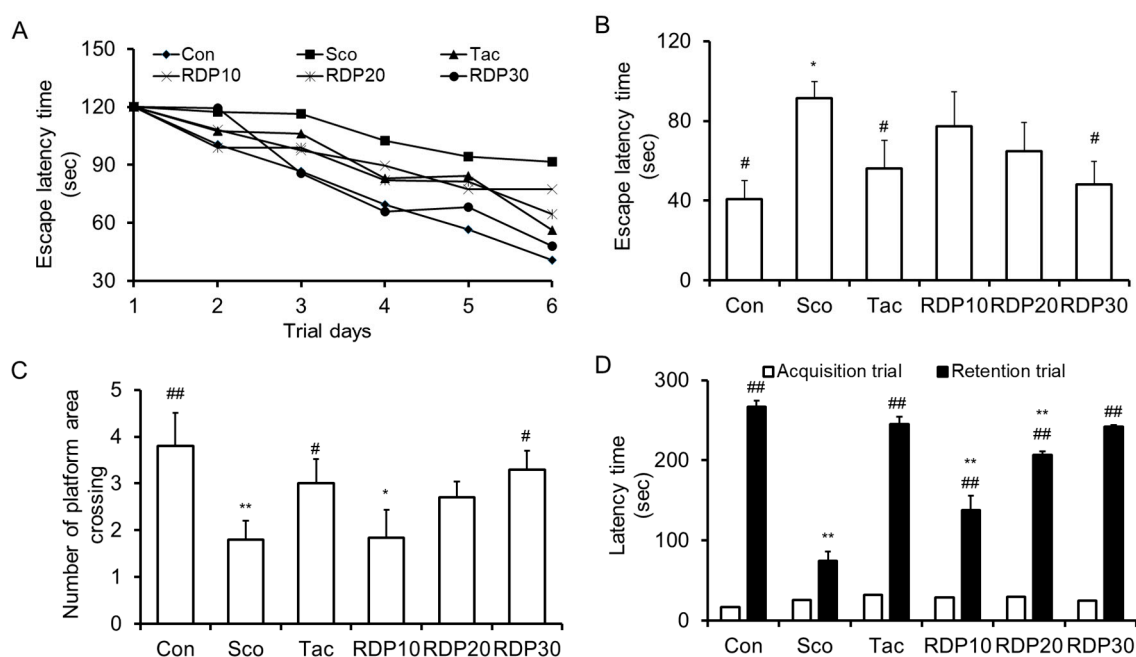 A
Con Sco Tac
RDP10 RDP20 RDP30
Escape latency time
(sec)
150
120
90
60
30
1 2 3 4 5 6
Trial days
B
Escape latency time
(sec)
120
80
40
0
# * # #
Con Sco Tac RDP10 RDP20 RDP30
C
Number of platform area
crossing
5
4
3
2
1
0
## ** # * #
Con Sco Tac RDP10 RDP20 RDP30
D
Acquisition trial Retention trial
Latency time
(sec)
300
200
100
0
## ** ## ** ## ** ## ##
Con Sco Tac RDP10 RDP20 RDP30